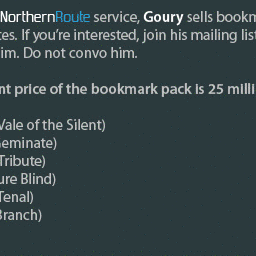 NorthernRoute service, Goury sells bookm
es. If you're interested, join his mailing list
im. Do not convo him.
nt price of the bookmark pack is 25 milli
Vale of the Silent)
eminate)
Tribute)
ure Blind)
Tenal)
Branch)